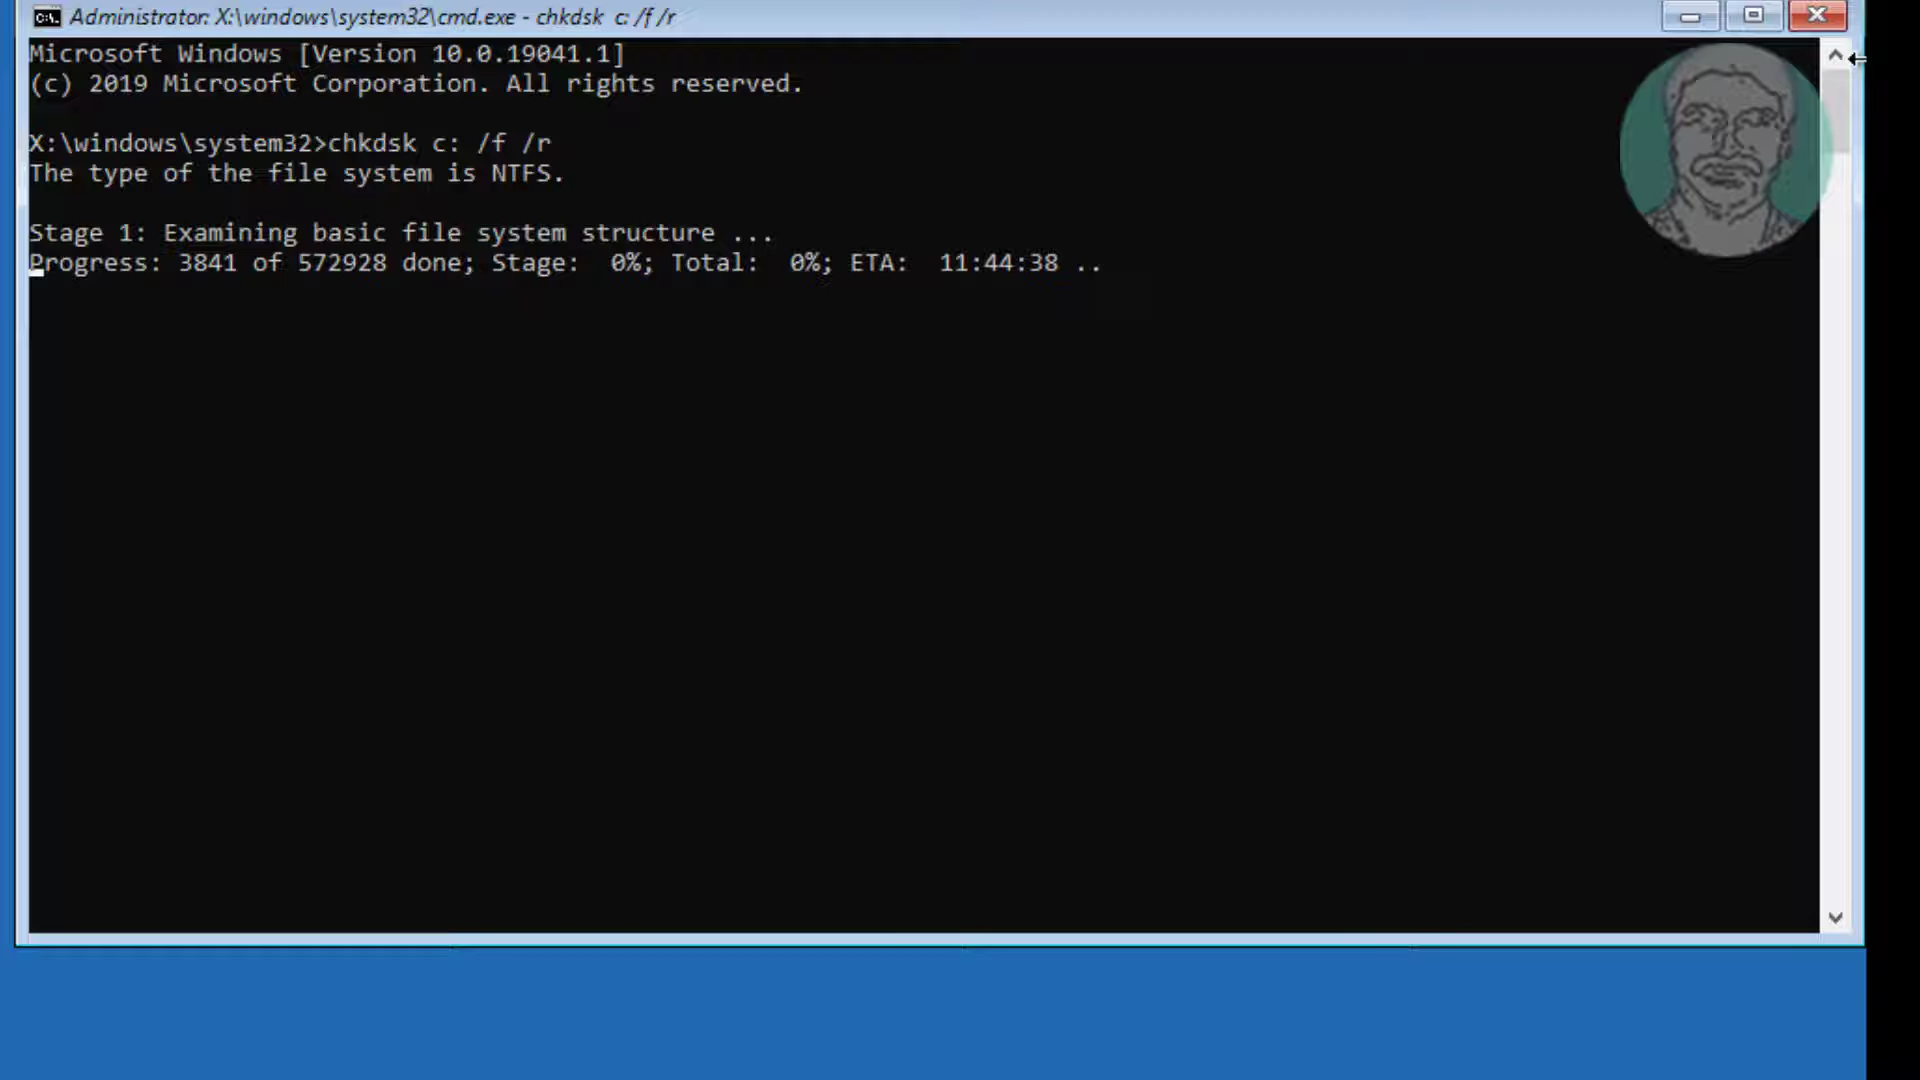 Administrator: X:\windows\system32\cmd.exe - chkdsk  c: /f /r
Microsoft Windows [Version 10.0.19041.1]
(c) 2019 Microsoft Corporation. All rights reserved.
X:\windows\system32>chkdsk c: /f /r
The type of the file system is NTFS.
Stage 1: Examining basic file system structure ...
Progress: 3841 of 572928 done; Stage:  0%; Total:  0%; ETA:  11:44:38 ..